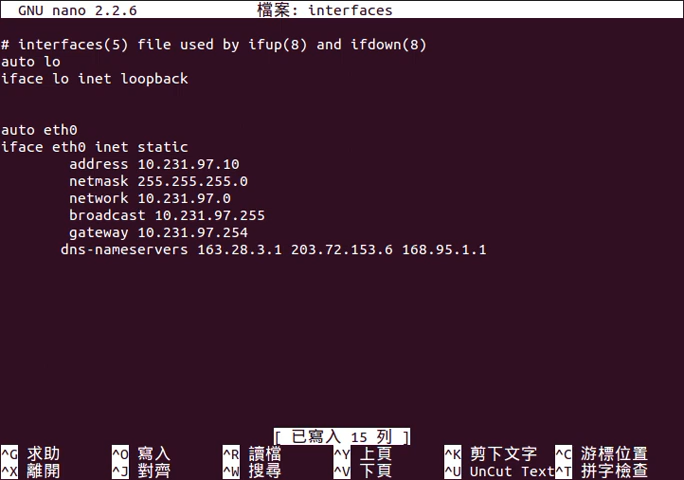 GNU nano 2.2.6 檔案: interfaces
# interfaces(5) file used by ifup(8) and ifdown(8)
auto lo
iface lo inet loopback
auto eth0
iface eth0 inet static
address 10.231.97.10
netmask 255.255.255.0
network 10.231.97.0
broadcast 10.231.97.255
gateway 10.231.97.254
dns-nameservers 163.28.3.1 203.72.153.6 168.95.1.1
[ 已寫入 15 列 ]
^G 求助 ^O 寫入 ^R 讀檔 ^Y 上頁 ^K 剪下文字 ^C 游標位置
^X 離開 ^J 對齊 ^W 搜尋 ^V 下頁 ^U UnCut Text ^T 拼字檢查